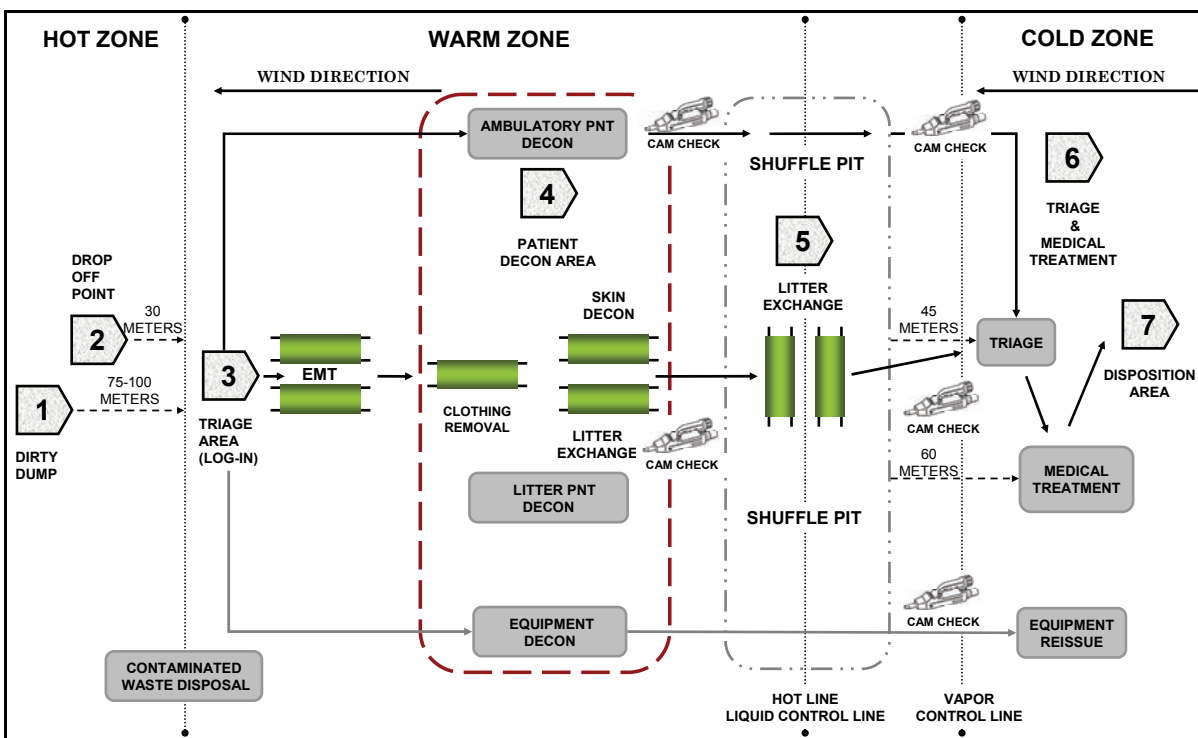 HOT ZONE
WARM ZONE
COLD ZONE
WIND DIRECTION
WIND DIRECTION
AMBULATORY PNT
DECON
CAM CHECK
SHUFFLE PIT
CAM CHECK
4
PATIENT
DECON AREA
5
LITTER
EXCHANGE
6
TRIAGE
&
MEDICAL
TREATMENT
DROP
OFF
POINT
2
30
METERS
1
75-100
METERS
DIRTY
DUMP
3
TRIAGE
AREA
(LOG-IN)
EMT
CLOTHING
REMOVAL
SKIN
DECON
LITTER
EXCHANGE
CAM CHECK
45
METERS
TRIAGE
7
DISPOSITION
AREA
CAM CHECK
60
METERS
MEDICAL
TREATMENT
LITTER PNT
DECON
SHUFFLE PIT
EQUIPMENT
DECON
CAM CHECK
EQUIPMENT
REISSUE
CONTAMINATED
WASTE DISPOSAL
HOT LINE
LIQUID CONTROL LINE
VAPOR
CONTROL LINE